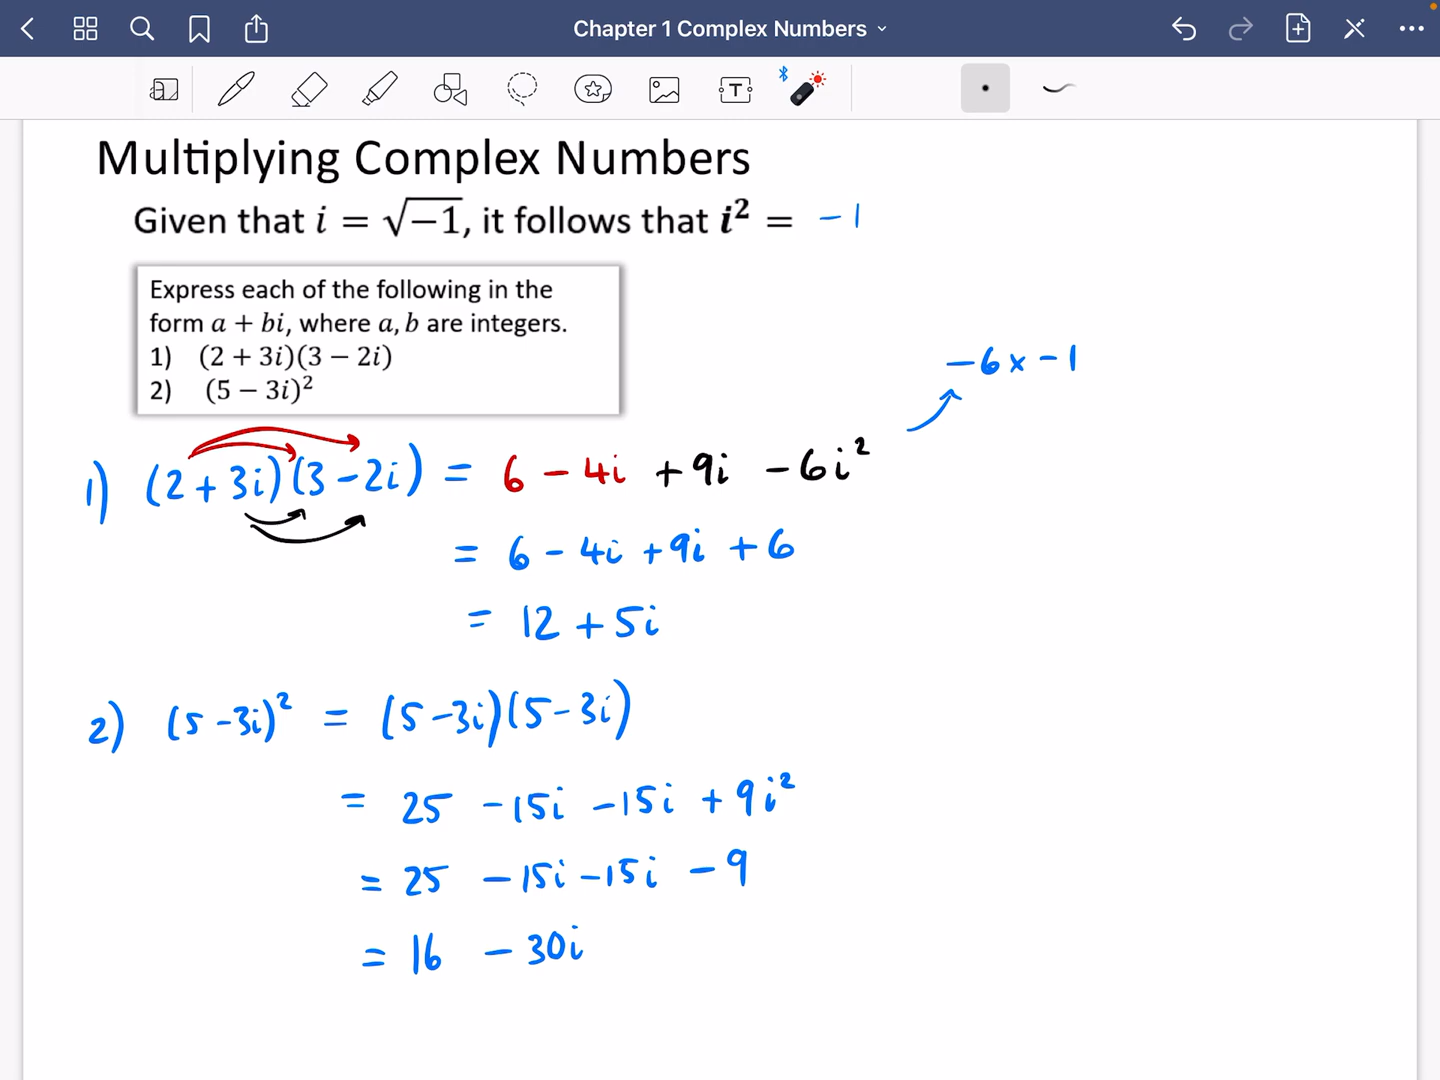 Chapter 1 Complex Numbers
Multiplying Complex Numbers
Given that i = √−1, it follows that i² = −1
Express each of the following in the
form a + bi, where a, b are integers.
1) (2 + 3i)(3 − 2i)
2) (5 − 3i)²
−6 x −1
1) (2+3i)(3−2i) = 6 − 4i + 9i − 6i²
= 6 − 4i + 9i + 6
= 12 + 5i
2) (5−3i)² = (5−3i)(5−3i)
= 25 −15i −15i + 9i²
= 25 −15i −15i − 9
= 16 − 30i